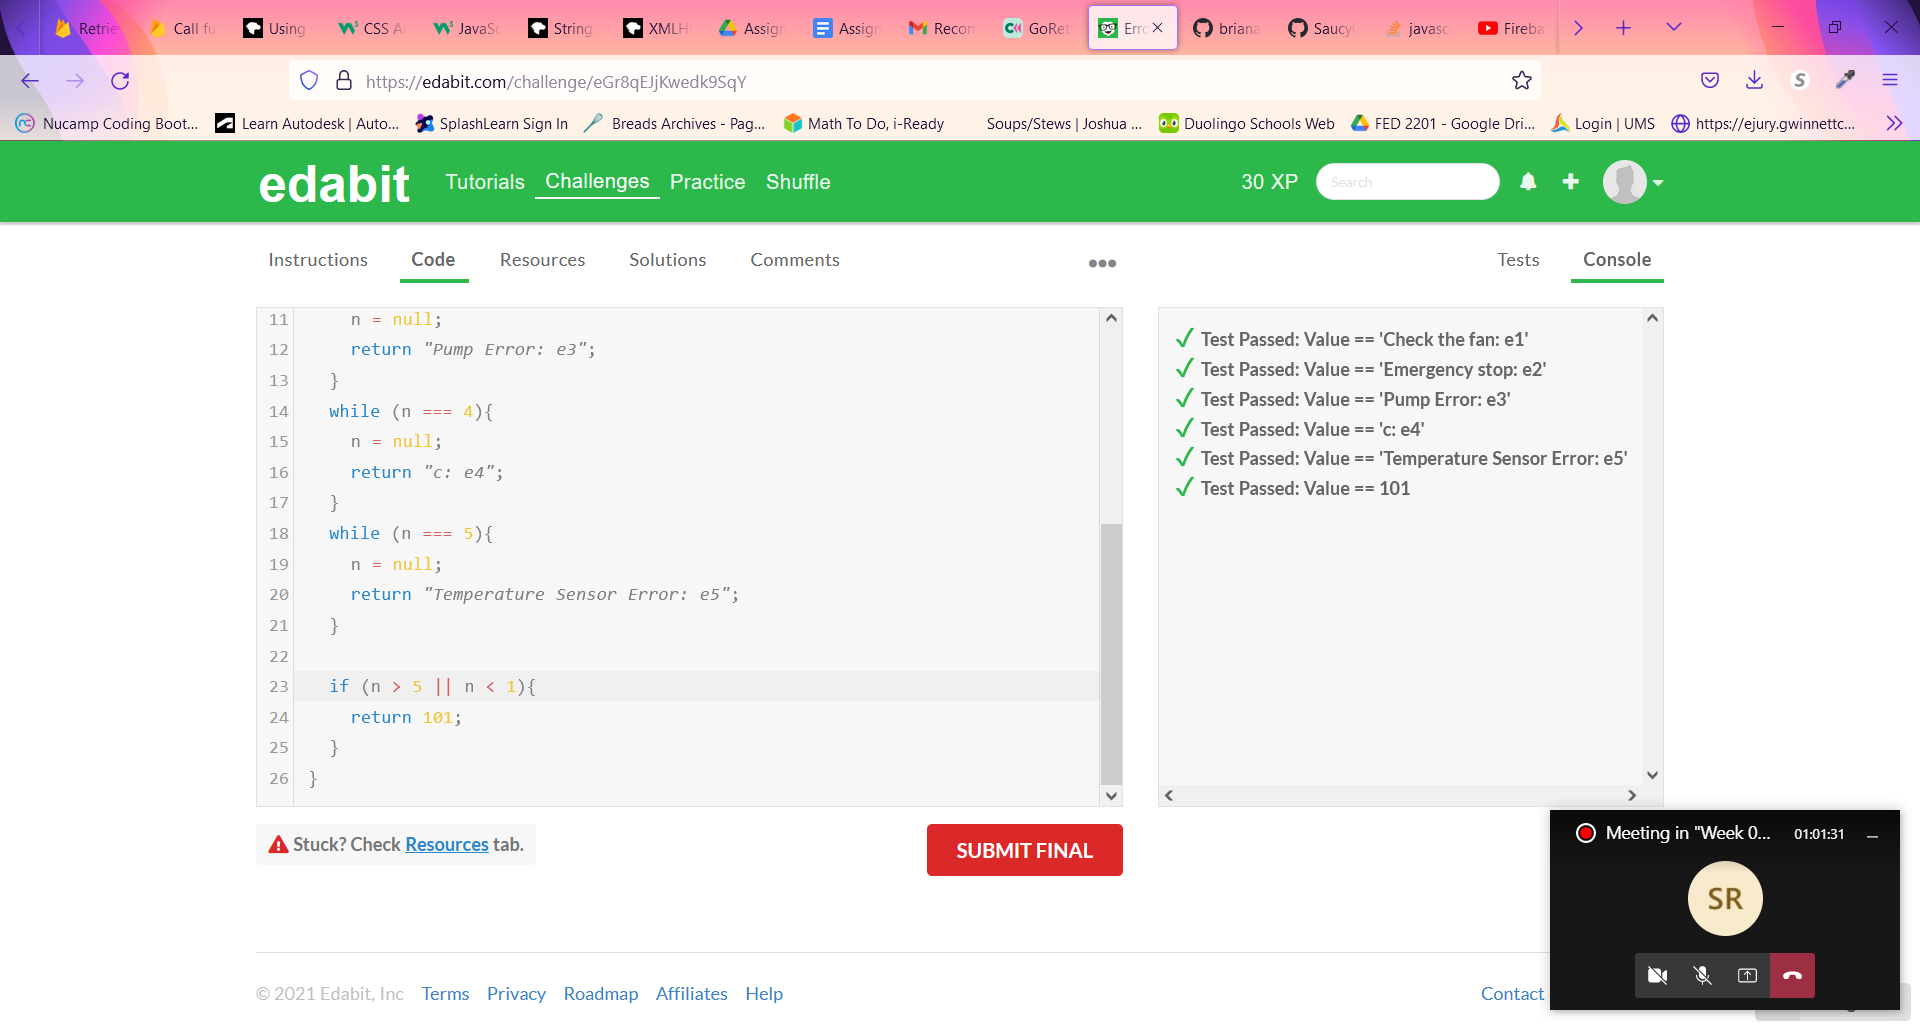 Retrie Call fu Using CSS A JavaSc String. XMLH Assign Assign Recon GoRet Erro briana Saucy javasc Fireba
https://edabit.com/challenge/eGr8qEJjKwedk9SqY
Nucamp Coding Boot... Learn Autodesk | Auto... SplashLearn Sign In Breads Archives - Pag... Math To Do, i-Ready Soups/Stews | Joshua ... Duolingo Schools Web FED 2201 - Google Dri... Login | UMS https://ejury.gwinnettc...
edabit Tutorials Challenges Practice Shuffle 30 XP Search
Instructions Code Resources Solutions Comments Tests Console
11 n = null;
12 return "Pump Error: e3";
13 }
14 while (n === 4){
15 n = null;
16 return "c: e4";
17 }
18 while (n === 5){
19 n = null;
20 return "Temperature Sensor Error: e5";
21 }
22
23 if (n > 5 || n < 1){
24 return 101;
25 }
26 }
Test Passed: Value == 'Check the fan: e1'
Test Passed: Value == 'Emergency stop: e2'
Test Passed: Value == 'Pump Error: e3'
Test Passed: Value == 'c: e4'
Test Passed: Value == 'Temperature Sensor Error: e5'
Test Passed: Value == 101
Stuck? Check Resources tab.
SUBMIT FINAL
Meeting in "Week 0... 01:01:31
SR
© 2021 Edabit, Inc Terms Privacy Roadmap Affiliates Help Contact